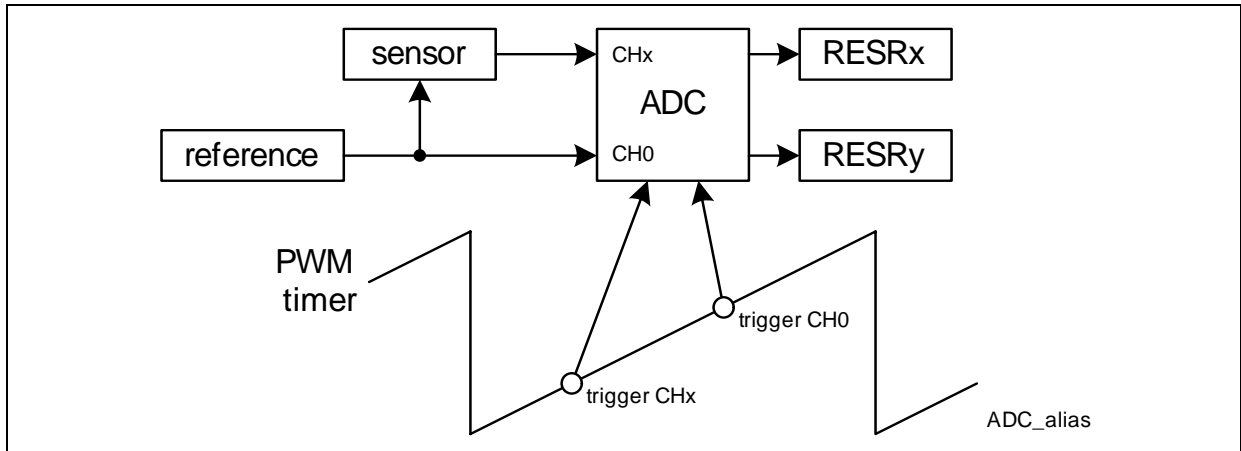 sensor
CHx
RESRx
ADC
reference
CH0
RESRy
PWM
timer
trigger CH0
trigger CHx
ADC_alias